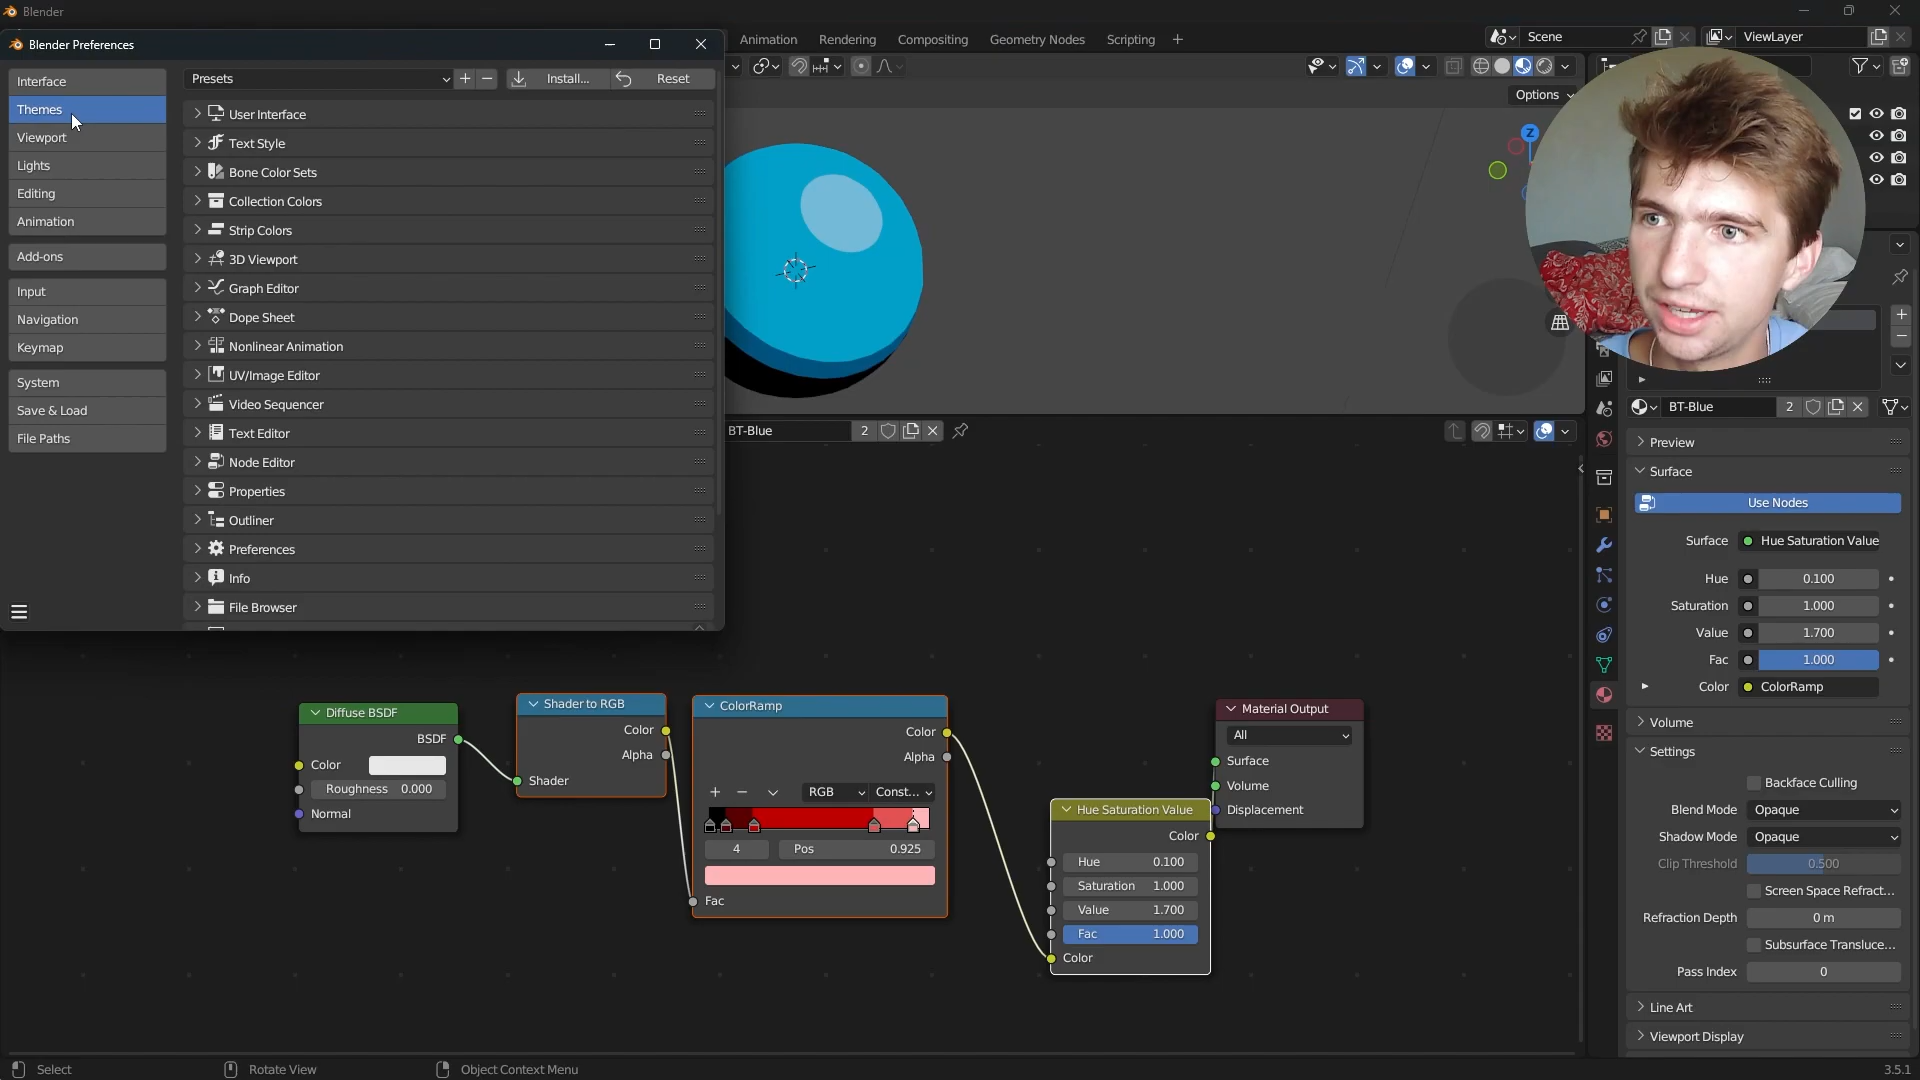 Blender
Blender Preferences
Animation
Rendering
Compositing
Geometry Nodes
Scripting
Scene
ViewLayer
Interface
Themes
Viewport
Lights
Editing
Animation
Add-ons
Input
Navigation
Keymap
System
Save & Load
File Paths
Presets
Install...
Reset
User Interface
Text Style
Bone Color Sets
Collection Colors
Strip Colors
3D Viewport
Graph Editor
Dope Sheet
Nonlinear Animation
UV/Image Editor
Video Sequencer
Text Editor
Node Editor
Properties
Outliner
Preferences
Info
File Browser
Options
Z
BT-Blue
2
Diffuse BSDF
BSDF
Color
Roughness 0.000
Normal
Shader to RGB
Color
Alpha
Shader
ColorRamp
Color
Alpha
RGB
Const...
4
Pos 0.925
Fac
Hue Saturation Value
Color
Hue 0.100
Saturation 1.000
Value 1.700
Fac 1.000
Color
Material Output
All
Surface
Volume
Displacement
BT-Blue
2
Preview
Surface
Use Nodes
Surface Hue Saturation Value
Hue 0.100
Saturation 1.000
Value 1.700
Fac 1.000
Color ColorRamp
Volume
Settings
Backface Culling
Blend Mode Opaque
Shadow Mode Opaque
Clip Threshold 0.500
Screen Space Refract...
Refraction Depth 0 m
Subsurface Transluce...
Pass Index 0
Line Art
Viewport Display
Select
Rotate View
Object Context Menu
3.5.1